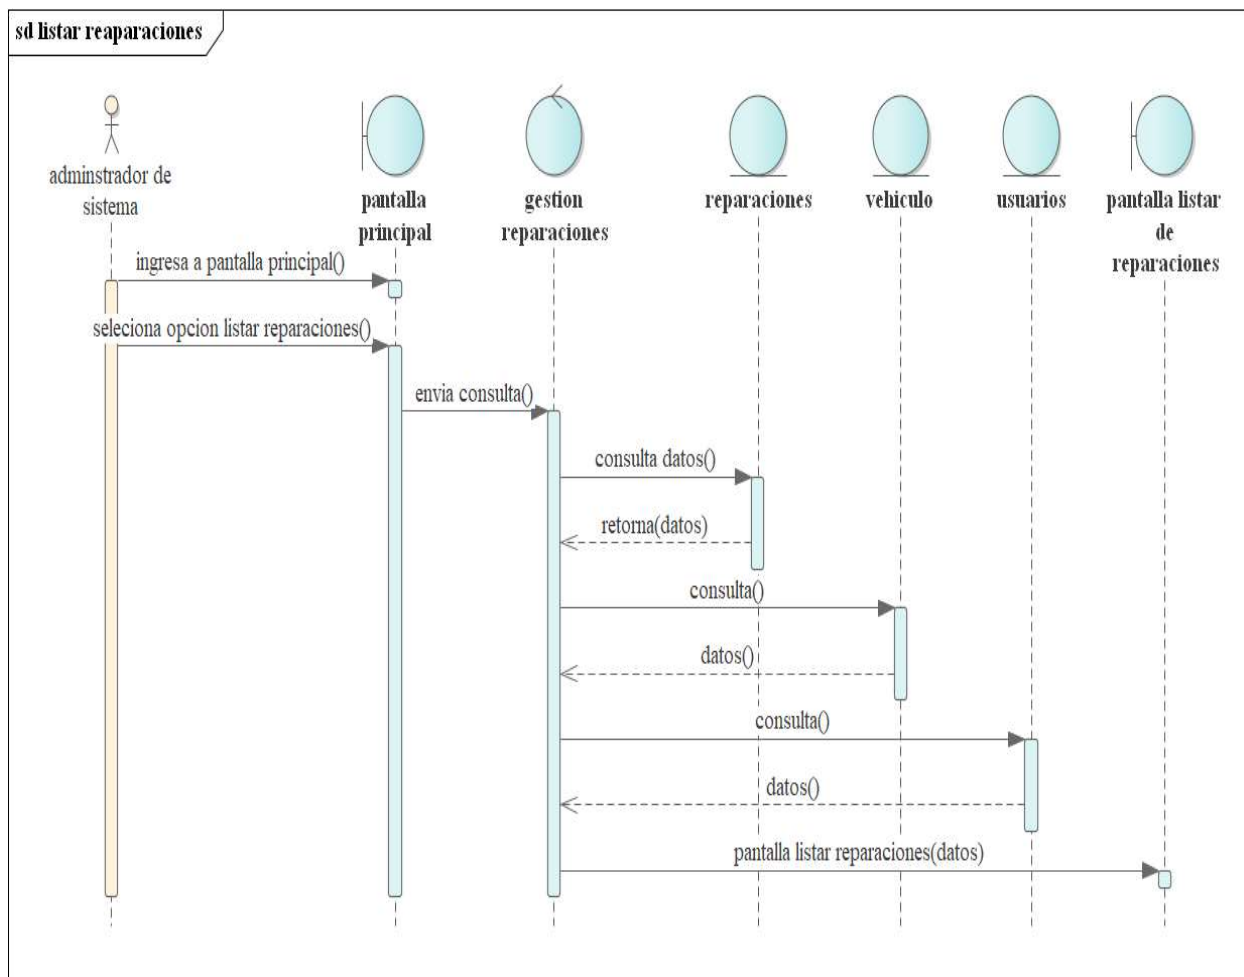 sd listar reaparaciones
adminstrador de
sistema
pantalla
principal
gestion
reparaciones
reparaciones
vehiculo
usuarios
pantalla listar
de
reparaciones
ingresa a pantalla principal()
seleciona opcion listar reparaciones()
envia consulta()
consulta datos()
retorna(datos)
consulta()
datos()
consulta()
datos()
pantalla listar reparaciones(datos)